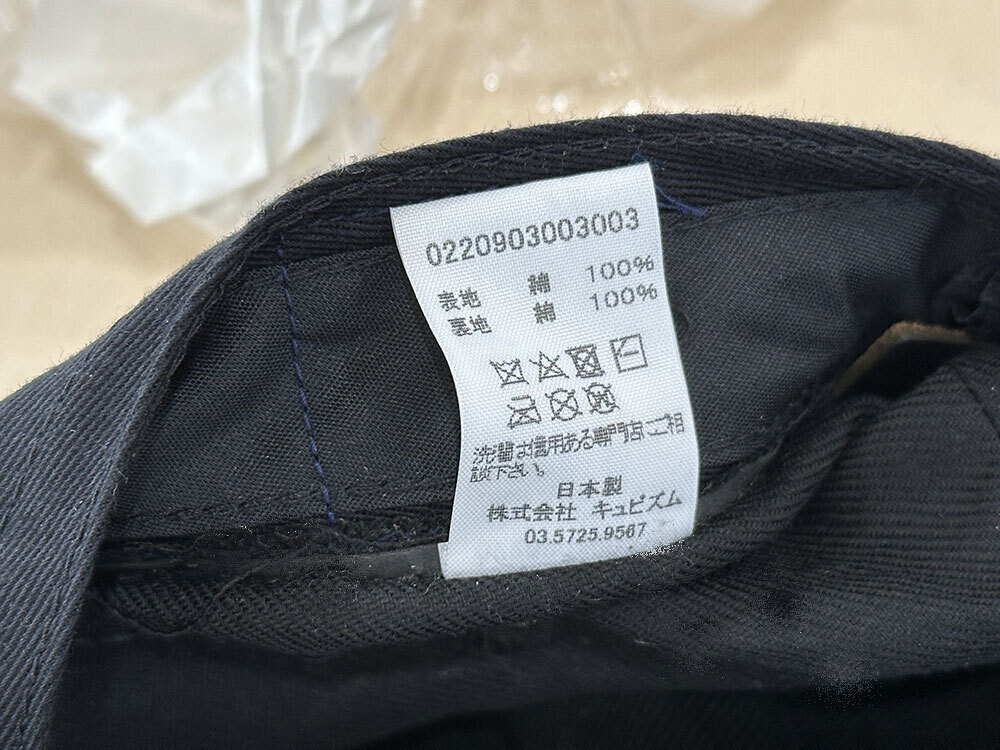 0220903003003
表地 綿 100%
裏地 綿 100%
洗濯は信用ある専門店にご相
談下さい。
日本製
株式会社 キュビズム
03.5725.9567